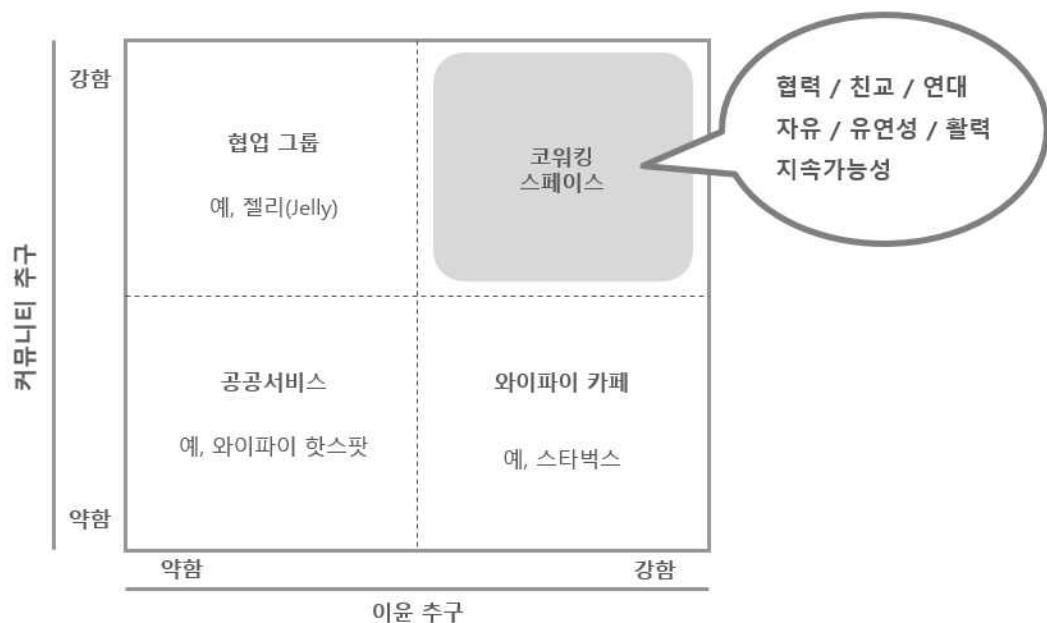 강함
협업 그룹
예, 젤리(Jelly)
코워킹
스페이스
협력 / 친교 / 연대
자유 / 유연성 / 활력
지속가능성
커뮤니티 추구
공공서비스
예, 와이파이 핫스팟
와이파이 카페
예, 스타벅스
약함
약함
강함
이윤 추구